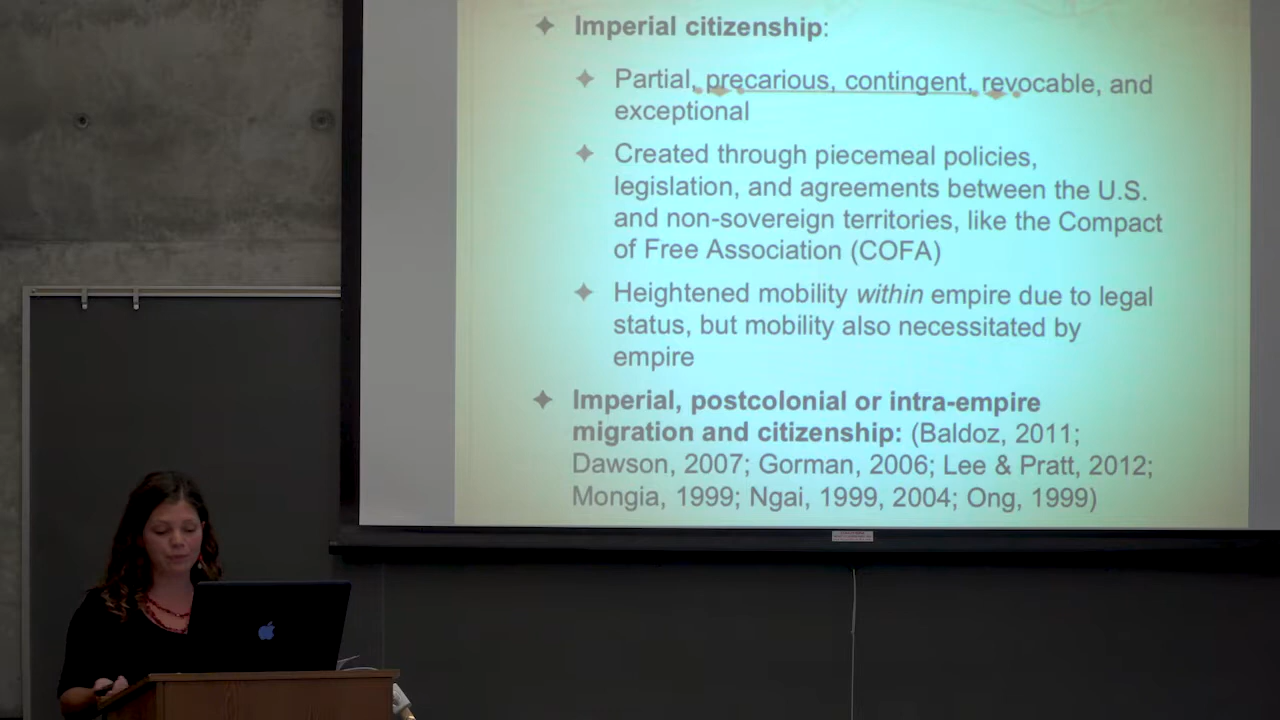 Imperial citizenship:
Partial, precarious, contingent, revocable, and
exceptional
Created through piecemeal policies,
legislation, and agreements between the U.S.
and non-sovereign territories, like the Compact
of Free Association (COFA)
Heightened mobility within empire due to legal
status, but mobility also necessitated by
empire
Imperial, postcolonial or intra-empire
migration and citizenship: (Baldoz, 2011;
Dawson, 2007; Gorman, 2006; Lee & Pratt, 2012;
Mongia, 1999; Ngai, 1999, 2004; Ong, 1999)